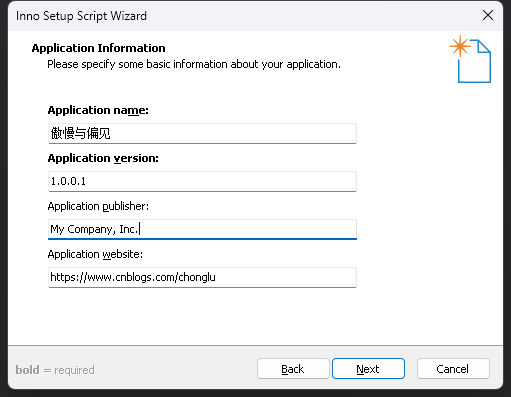 Inno Setup Script Wizard
Application Information
Please specify some basic information about your application.
Application name:
傲慢与偏见
Application version:
1.0.0.1
Application publisher:
My Company, Inc.
Application website:
https://www.cnblogs.com/chonglu
bold = required
Back
Next
Cancel